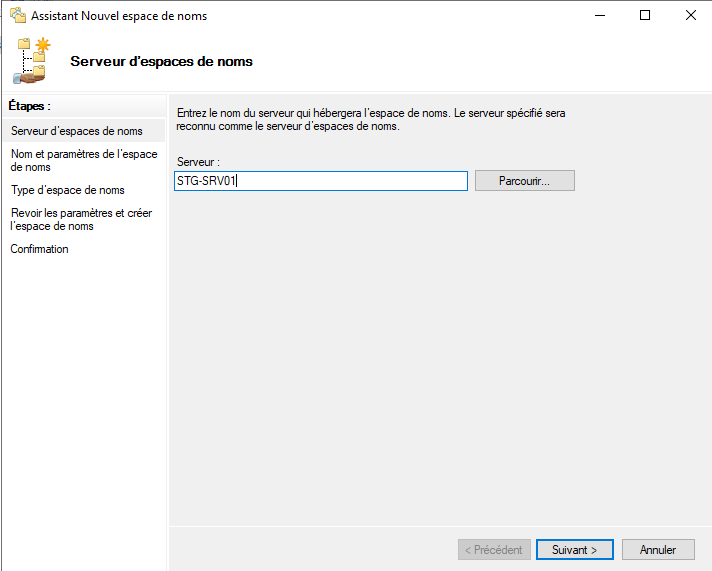 Assistant Nouvel espace de noms
Serveur d'espaces de noms
Étapes :
Serveur d'espaces de noms
Nom et paramètres de l'espace
de noms
Type d'espace de noms
Revoir les paramètres et créer
l'espace de noms
Confirmation
Entrez le nom du serveur qui hébergera l'espace de noms. Le serveur spécifié sera
reconnu comme le serveur d'espaces de noms.
Serveur :
STG-SRV01
Parcourir...
< Précédent
Suivant >
Annuler